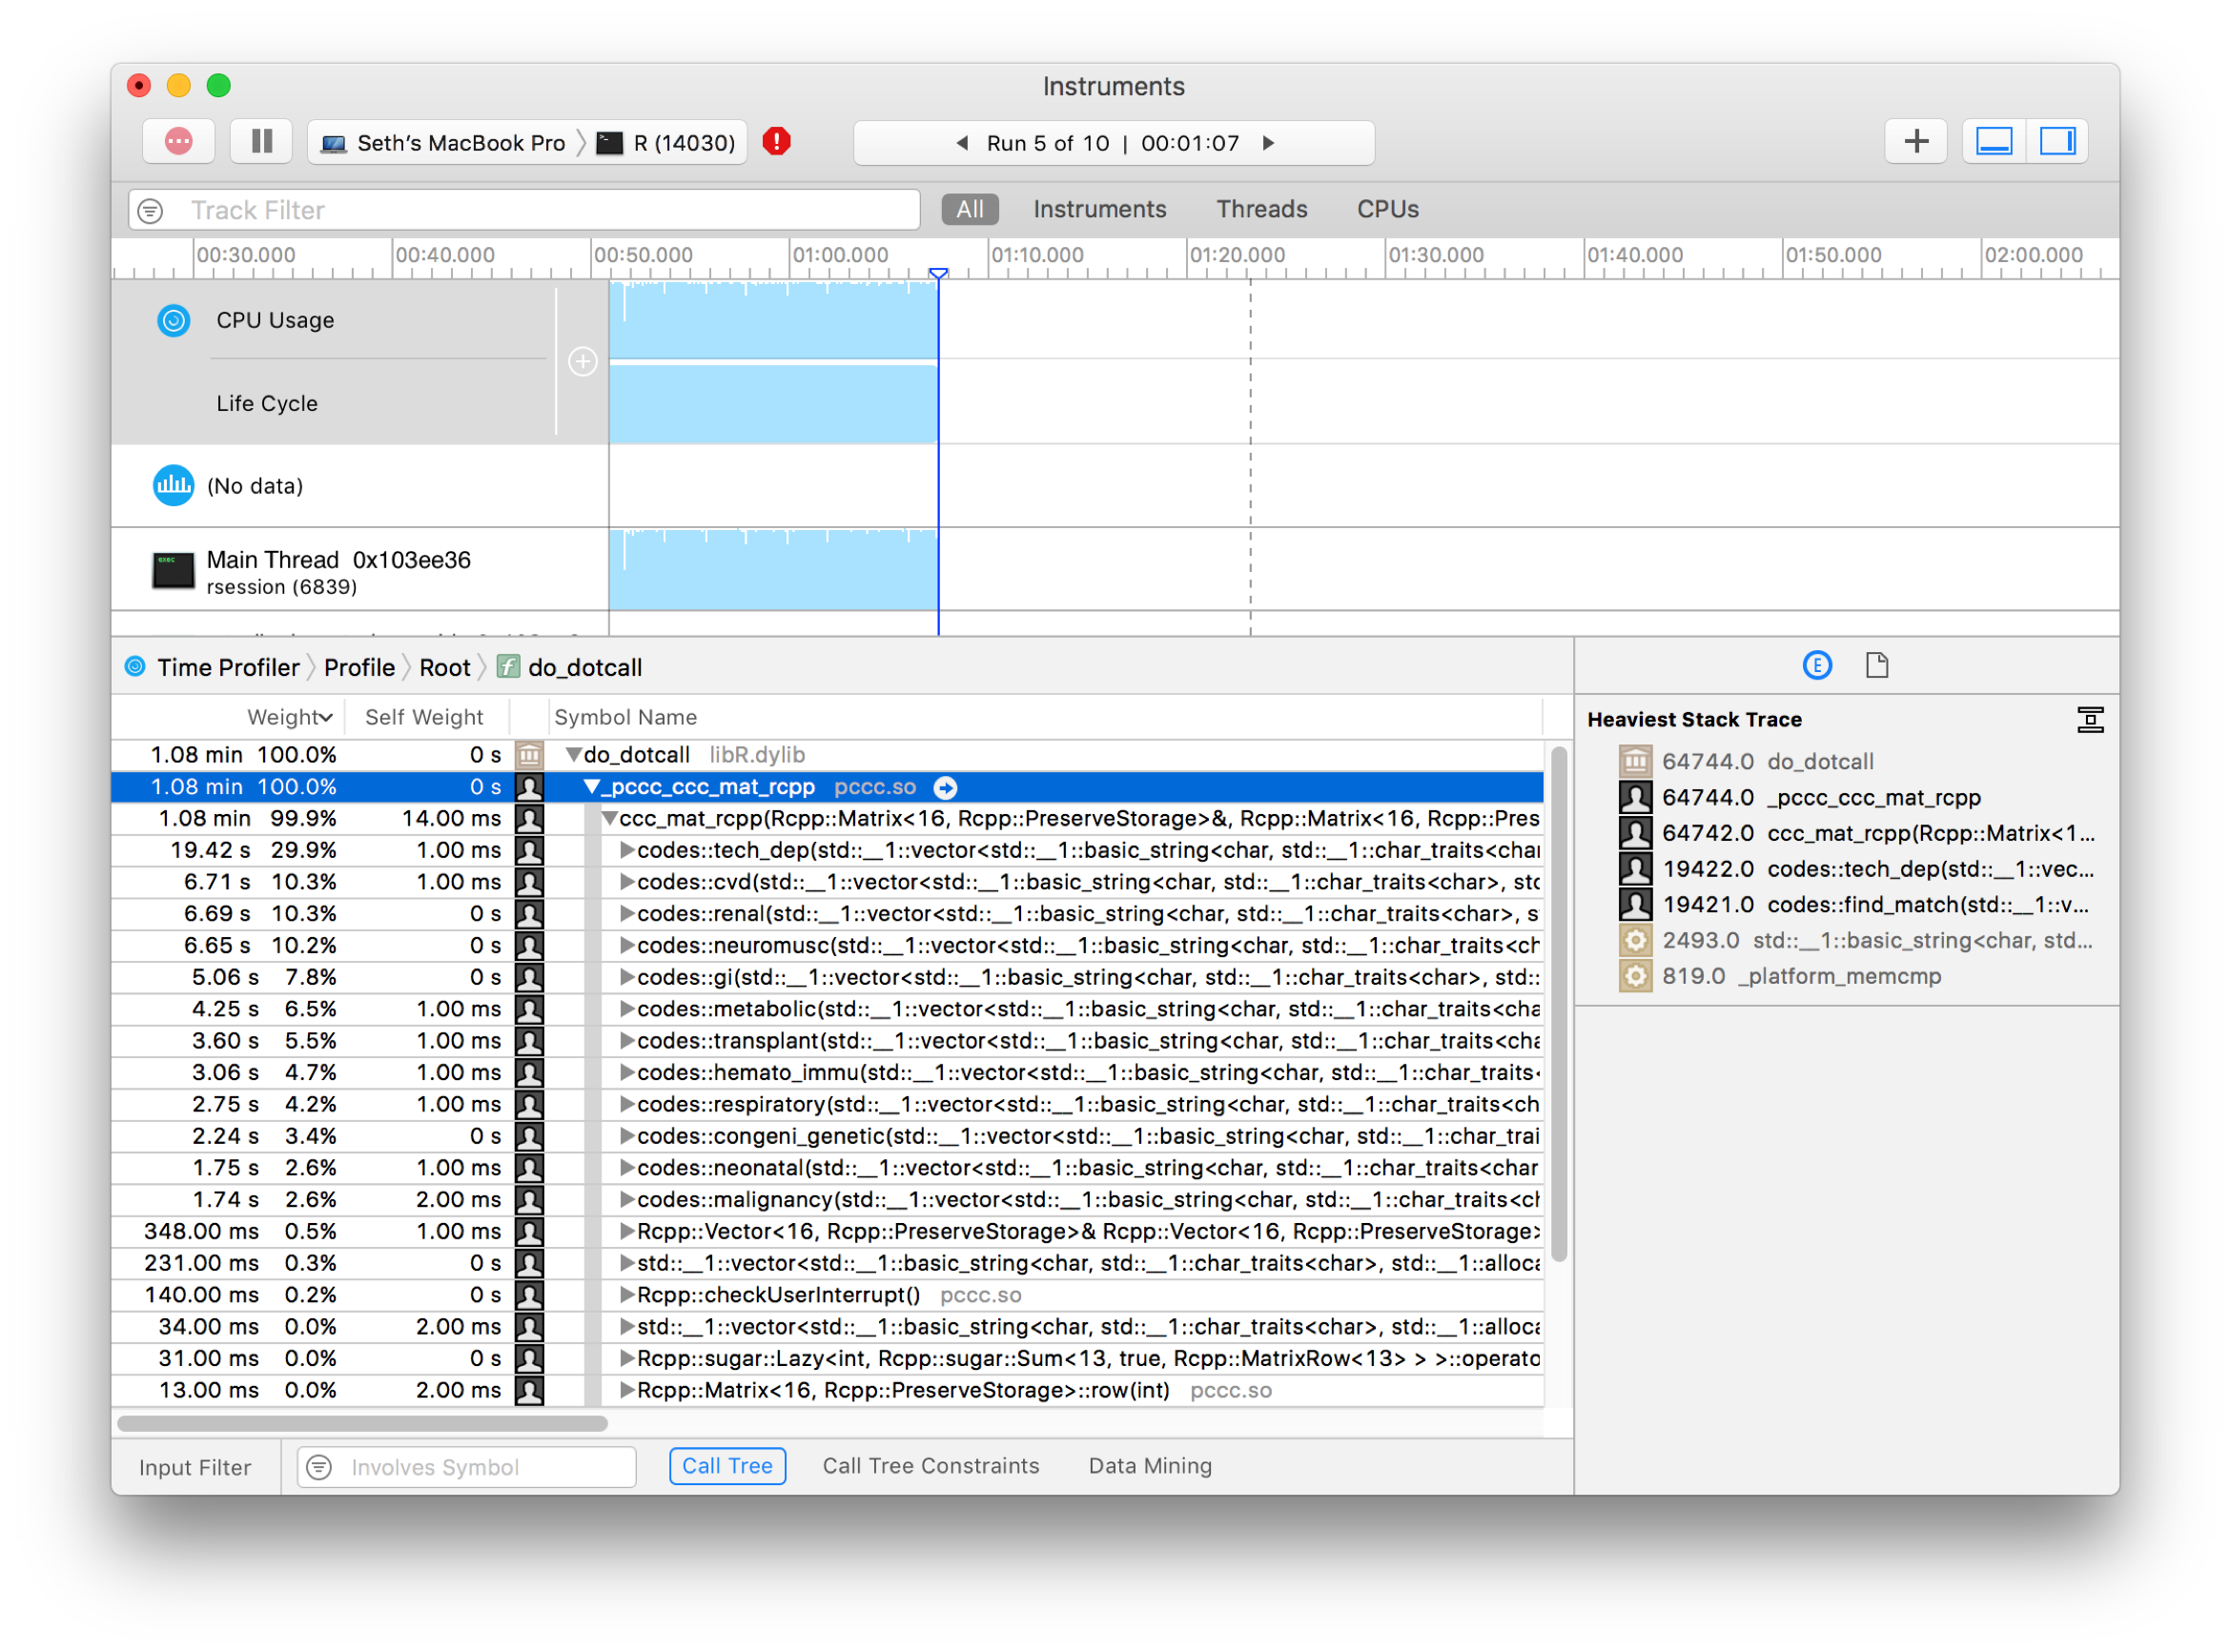 Instruments
Seth's MacBook Pro R (14030) Run 5 of 10 | 00:01:07
Track Filter All Instruments Threads CPUs
00:30.000 00:40.000 00:50.000 01:00.000 01:10.000 01:20.000 01:30.000 01:40.000 01:50.000 02:00.000
CPU Usage
Life Cycle
(No data)
exec
Main Thread 0x103ee36
rsession (6839)
Time Profiler Profile Root f do_dotcall
Weight Self Weight Symbol Name
1.08 min 100.0% 0 s do_dotcall libR.dylib
1.08 min 100.0% 0 s _pccc_ccc_mat_rcpp pccc.so
1.08 min 99.9% 14.00 ms ccc_mat_rcpp(Rcpp::Matrix<16, Rcpp::PreserveStorage>&, Rcpp::Matrix<16, Rcpp::Pres
19.42 s 29.9% 1.00 ms codes::tech_dep(std::__1::vector<std::__1::basic_string<char, std::__1::char_traits<char
6.71 s 10.3% 1.00 ms codes::cvd(std::__1::vector<std::__1::basic_string<char, std::__1::char_traits<char>, std
6.69 s 10.3% 0 s codes::renal(std::__1::vector<std::__1::basic_string<char, std::__1::char_traits<char>, s
6.65 s 10.2% 0 s codes::neuromusc(std::__1::vector<std::__1::basic_string<char, std::__1::char_traits<ch
5.06 s 7.8% 0 s codes::gi(std::__1::vector<std::__1::basic_string<char, std::__1::char_traits<char>, std::
4.25 s 6.5% 1.00 ms codes::metabolic(std::__1::vector<std::__1::basic_string<char, std::__1::char_traits<cha
3.60 s 5.5% 1.00 ms codes::transplant(std::__1::vector<std::__1::basic_string<char, std::__1::char_traits<cha
3.06 s 4.7% 1.00 ms codes::hemato_immu(std::__1::vector<std::__1::basic_string<char, std::__1::char_traits<
2.75 s 4.2% 1.00 ms codes::respiratory(std::__1::vector<std::__1::basic_string<char, std::__1::char_traits<ch
2.24 s 3.4% 0 s codes::congeni_genetic(std::__1::vector<std::__1::basic_string<char, std::__1::char_trai
1.75 s 2.6% 1.00 ms codes::neonatal(std::__1::vector<std::__1::basic_string<char, std::__1::char_traits<char
1.74 s 2.6% 2.00 ms codes::malignancy(std::__1::vector<std::__1::basic_string<char, std::__1::char_traits<ch
348.00 ms 0.5% 1.00 ms Rcpp::Vector<16, Rcpp::PreserveStorage>& Rcpp::Vector<16, Rcpp::PreserveStorage>
231.00 ms 0.3% 0 s std::__1::vector<std::__1::basic_string<char, std::__1::char_traits<char>, std::__1::alloca
140.00 ms 0.2% 0 s Rcpp::checkUserInterrupt() pccc.so
34.00 ms 0.0% 2.00 ms std::__1::vector<std::__1::basic_string<char, std::__1::char_traits<char>, std::__1::alloca
31.00 ms 0.0% 0 s Rcpp::sugar::Lazy<int, Rcpp::sugar::Sum<13, true, Rcpp::MatrixRow<13> > >::operato
13.00 ms 0.0% 2.00 ms Rcpp::Matrix<16, Rcpp::PreserveStorage>::row(int) pccc.so
E
Heaviest Stack Trace
64744.0 do_dotcall
64744.0 _pccc_ccc_mat_rcpp
64742.0 ccc_mat_rcpp(Rcpp::Matrix<1...
19422.0 codes::tech_dep(std::__1::vec...
19421.0 codes::find_match(std::__1::v...
2493.0 std::__1::basic_string<char, std...
819.0 _platform_memcmp
Input Filter Involves Symbol Call Tree Call Tree Constraints Data Mining